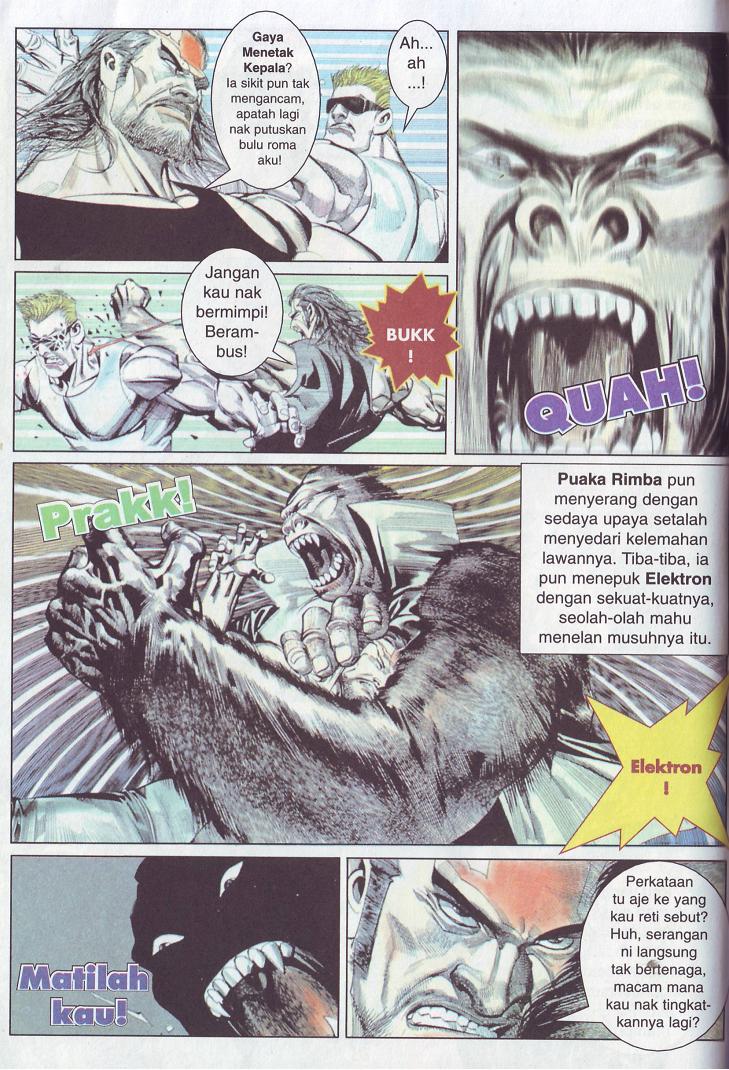 Gaya
Menetak
Kepala?
Ia sikit pun tak
mengancam,
apatah lagi
nak putuskan
bulu roma
aku!
Ah...
ah
...!
QUAH!
Jangan
kau nak
bermimpi!
Beram-
bus!
BUKK
!
Prakk!
Puaka Rimba pun
menyerang dengan
sedaya upaya setalah
menyedari kelemahan
lawannya. Tiba-tiba, ia
pun menepuk Elektron
dengan sekuat-kuatnya,
seolah-olah mahu
menelan musuhnya itu.
Elektron
!
Matilah
kau!
Perkataan
tu aje ke yang
kau reti sebut?
Huh, serangan
ni langsung
tak bertenaga,
macam mana
kau nak tingkat-
kannya lagi?